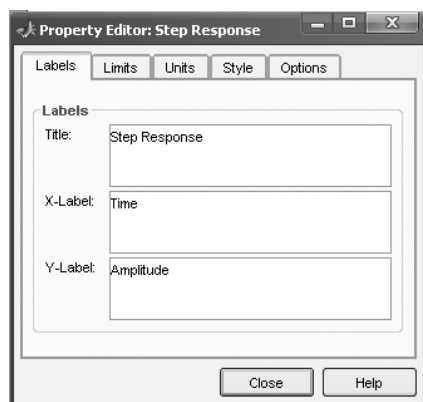 Property Editor: Step Response
Labels Limits Units Style Options
Labels
Title: Step Response
X-Label: Time
Y-Label: Amplitude
Close Help